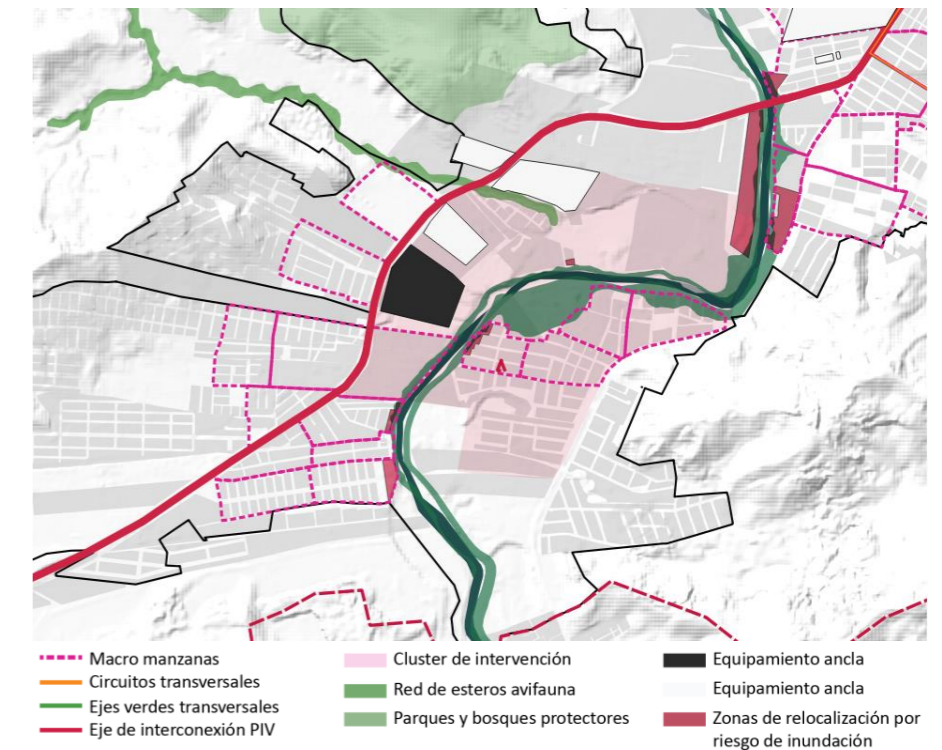 Macro manzanas
Circuitos transversales
Ejes verdes transversales
Eje de interconexión PIV
Cluster de intervención
Red de esteros avifauna
Parques y bosques protectores
Equipamiento ancla
Equipamiento ancla
Zonas de relocalización por
riesgo de inundación